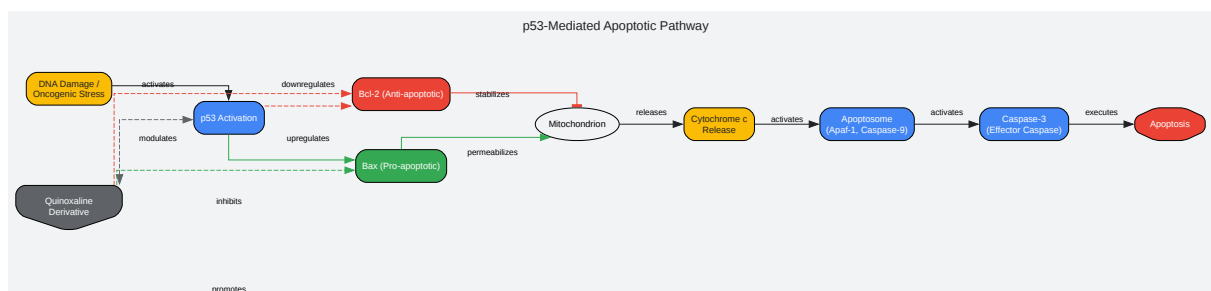 p53-Mediated Apoptotic Pathway
DNA Damage /
Oncogenic Stress
activates
p53 Activation
downregulates
Bcl-2 (Anti-apoptotic)
stabilizes
Mitochondrion
releases
Cytochrome c
Release
activates
Apoptosome
(Apaf-1, Caspase-9)
activates
Caspase-3
(Effector Caspase)
executes
Apoptosis
modulates
upregulates
Bax (Pro-apoptotic)
permeabilizes
Quinoxaline
Derivative
inhibits
promotes